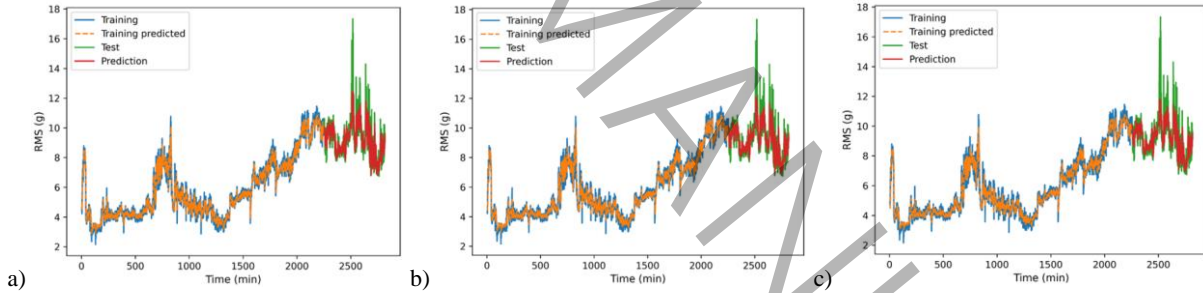 18
16
14
12
10
8
6
4
2
RMS (g)
Training
Training predicted
Test
Prediction
0 500 1000 1500 2000 2500
Time (min)
a)
18
16
14
12
10
8
6
4
2
RMS (g)
Training
Training predicted
Test
Prediction
0 500 1000 1500 2000 2500
Time (min)
b)
18
16
14
12
10
8
6
4
2
RMS (g)
Training
Training predicted
Test
Prediction
0 500 1000 1500 2000 2500
Time (min)
c)